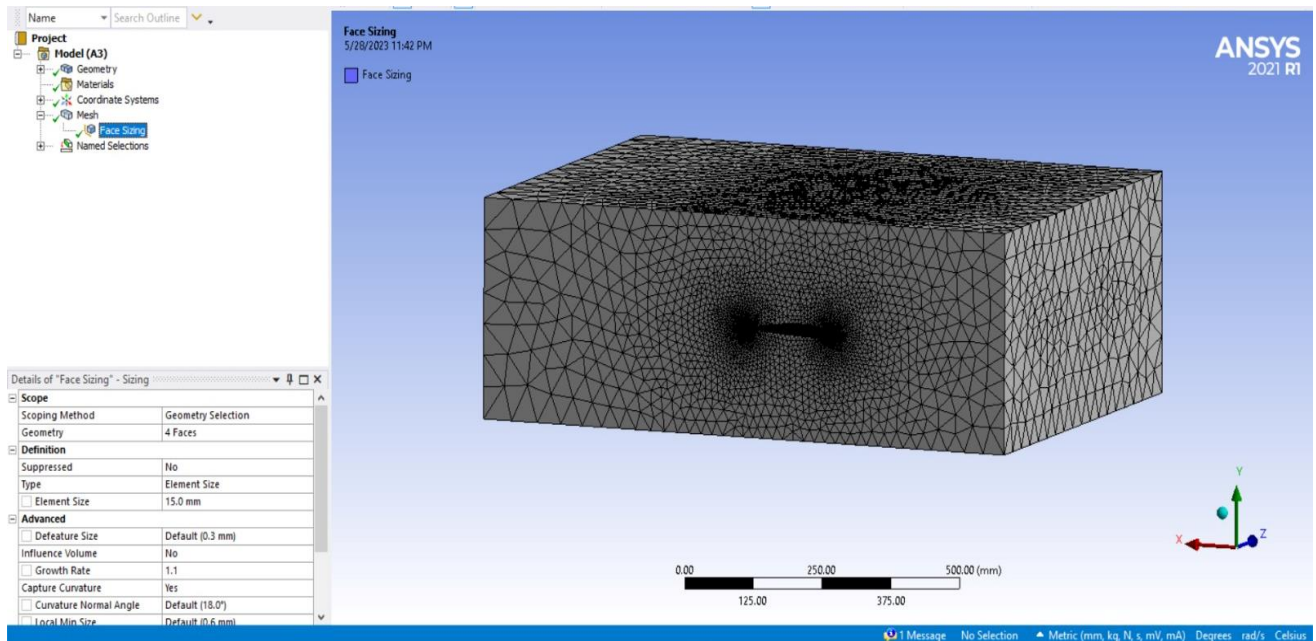 Name Search Outline
Project
Model (A3)
Geometry
Materials
Coordinate Systems
Mesh
Face Sizing
Named Selections
Details of "Face Sizing" - Sizing
Scope
Scoping Method Geometry Selection
Geometry 4 Faces
Definition
Suppressed No
Type Element Size
Element Size 15.0 mm
Advanced
Defeature Size Default (0.3 mm)
Influence Volume No
Growth Rate 1.1
Capture Curvature Yes
Curvature Normal Angle Default (18.0°)
Local Min Size Default (0.6 mm)
Face Sizing
5/28/2023 11:42 PM
Face Sizing
ANSYS
2021 R1
Y
X Z
0.00 250.00 500.00 (mm)
125.00 375.00
1 Message No Selection Metric (mm, kg, N, s, mV, mA) Degrees rad/s Celsius